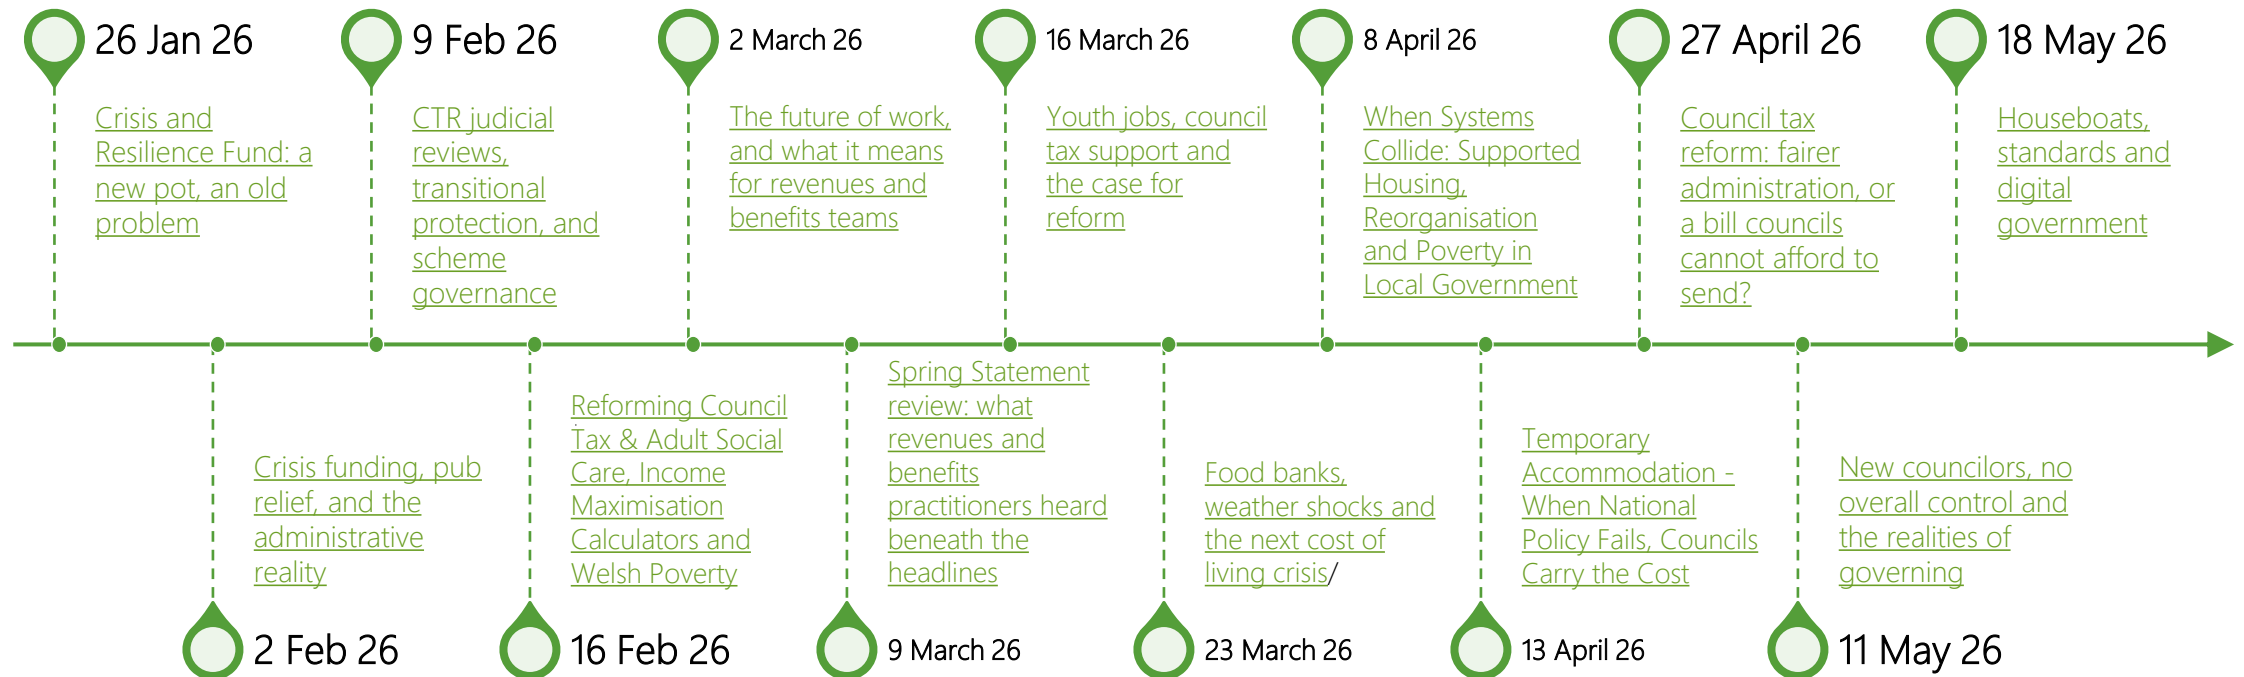 26 Jan 26
Crisis and
Resilience Fund: a
new pot, an old
problem
9 Feb 26
CTR judicial
reviews,
transitional
protection, and
scheme
governance
2 March 26
The future of work,
and what it means
for revenues and
benefits teams
16 March 26
Youth jobs, council
tax support and
the case for
reform
8 April 26
When Systems
Collide: Supported
Housing,
Reorganisation
and Poverty in
Local Government
27 April 26
Council tax
reform: fairer
administration, or
a bill councils
cannot afford to
send?
18 May 26
Houseboats,
standards and
digital
government
Crisis funding, pub
relief, and the
administrative
reality
2 Feb 26
Reforming Council
Tax & Adult Social
Care, Income
Maximisation
Calculators and
Welsh Poverty
16 Feb 26
Spring Statement
review: what
revenues and
benefits
practitioners heard
beneath the
headlines
9 March 26
Food banks,
weather shocks and
the next cost of
living crisis/
23 March 26
Temporary
Accommodation -
When National
Policy Fails, Councils
Carry the Cost
13 April 26
New councilors, no
overall control and
the realities of
governing
11 May 26